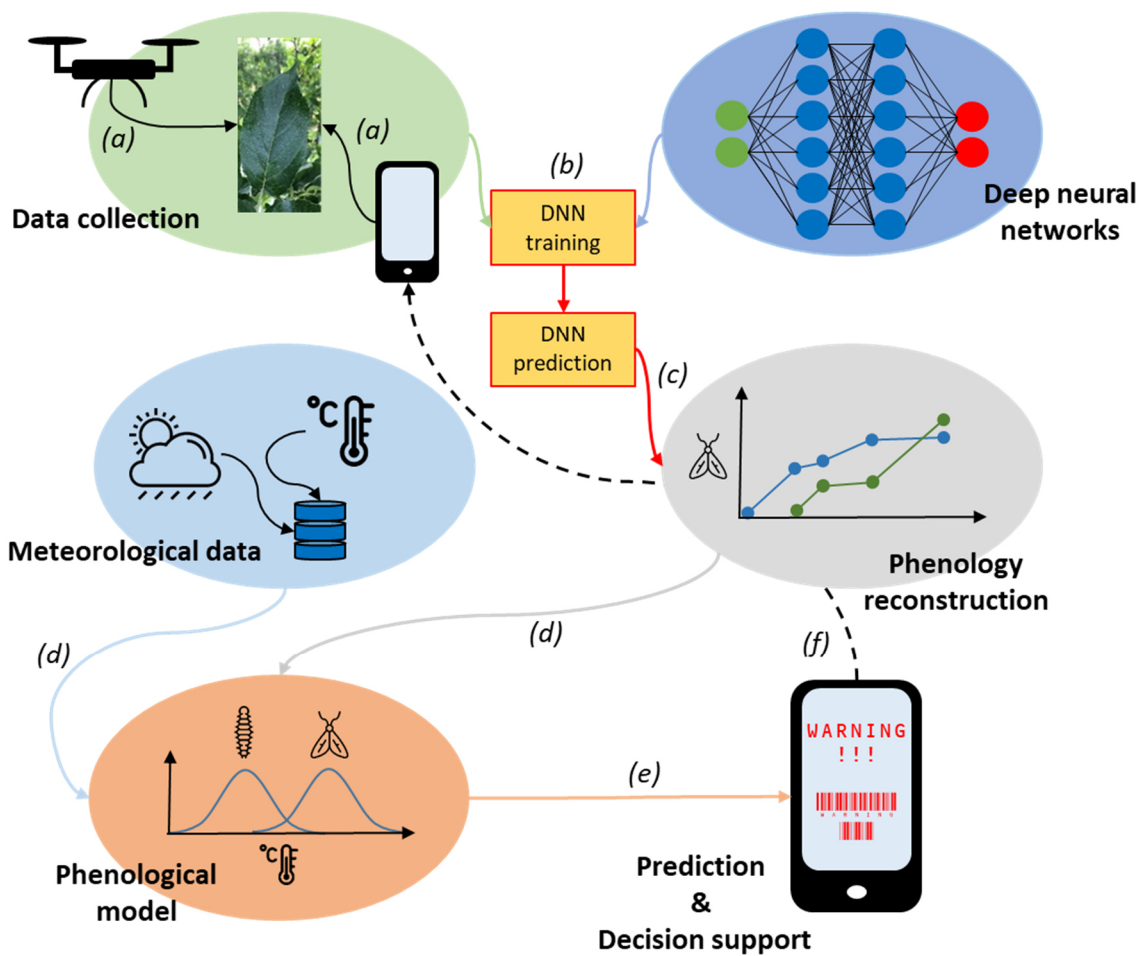 (a)
(a)
Data collection
(b)
DNN
training
Deep neural
networks
DNN
prediction
(c)
°C
Meteorological data
Phenology
reconstruction
(d)
(d)
(f)
WARNING
!!!
(e)
WARNING
°C
Phenological
model
Prediction
&
Decision support